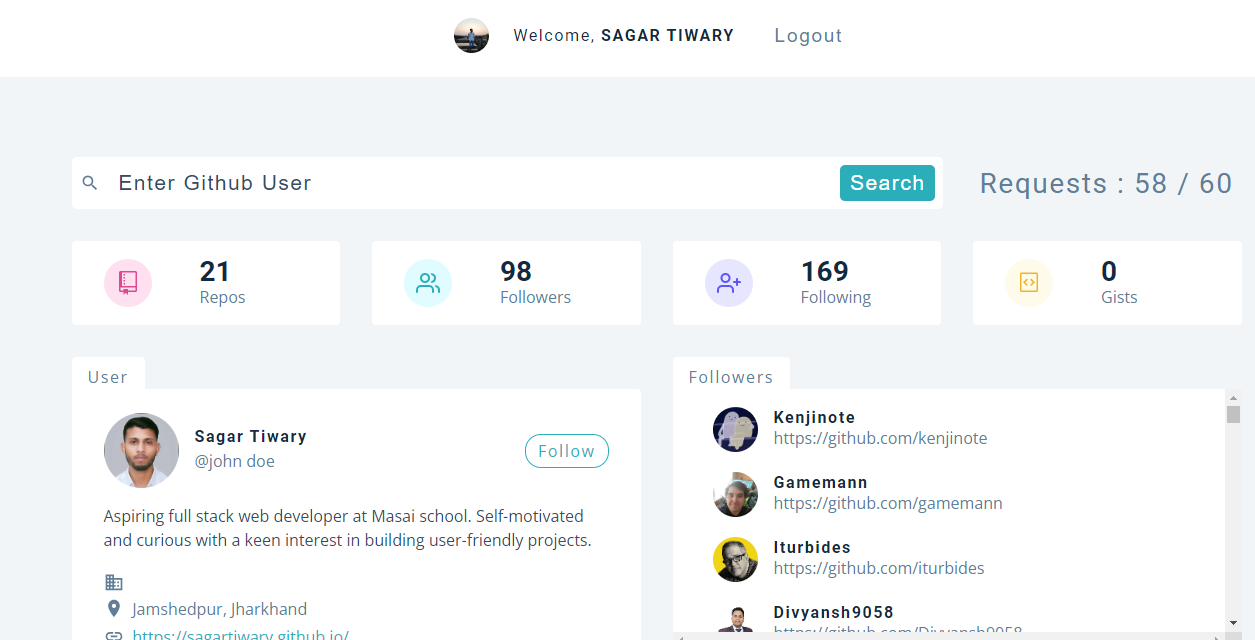 Welcome, SAGAR TIWARY Logout
Enter Github User Search Requests : 58 / 60
21 98 169 0
Repos Followers Following Gists
User
Sagar Tiwary
@john doe
Follow
Aspiring full stack web developer at Masai school. Self-motivated
and curious with a keen interest in building user-friendly projects.
Jamshedpur, Jharkhand
https://sagartiwary.github.io/
Followers
Kenjinote
https://github.com/kenjinote
Gamemann
https://github.com/gamemann
Iturbides
https://github.com/iturbides
Divyansh9058
https://github.com/Divyansh9058